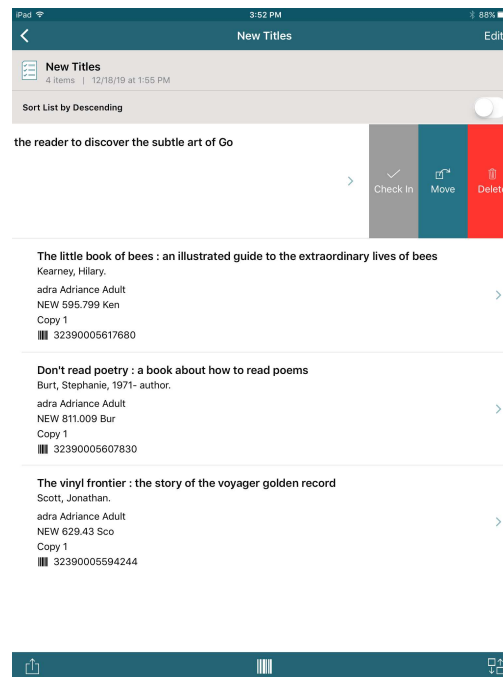 iPad 3:52 PM 88%
New Titles Edit
New Titles
4 items | 12/18/19 at 1:55 PM
Sort List by Descending
the reader to discover the subtle art of Go
Check In Move Delete
The little book of bees : an illustrated guide to the extraordinary lives of bees
Kearney, Hilary.
adra Adriance Adult
NEW 595.799 Ken
Copy 1
32390005617680
Don't read poetry : a book about how to read poems
Burt, Stephanie, 1971- author.
adra Adriance Adult
NEW 811.009 Bur
Copy 1
32390005607830
The vinyl frontier : the story of the voyager golden record
Scott, Jonathan.
adra Adriance Adult
NEW 629.43 Sco
Copy 1
32390005594244